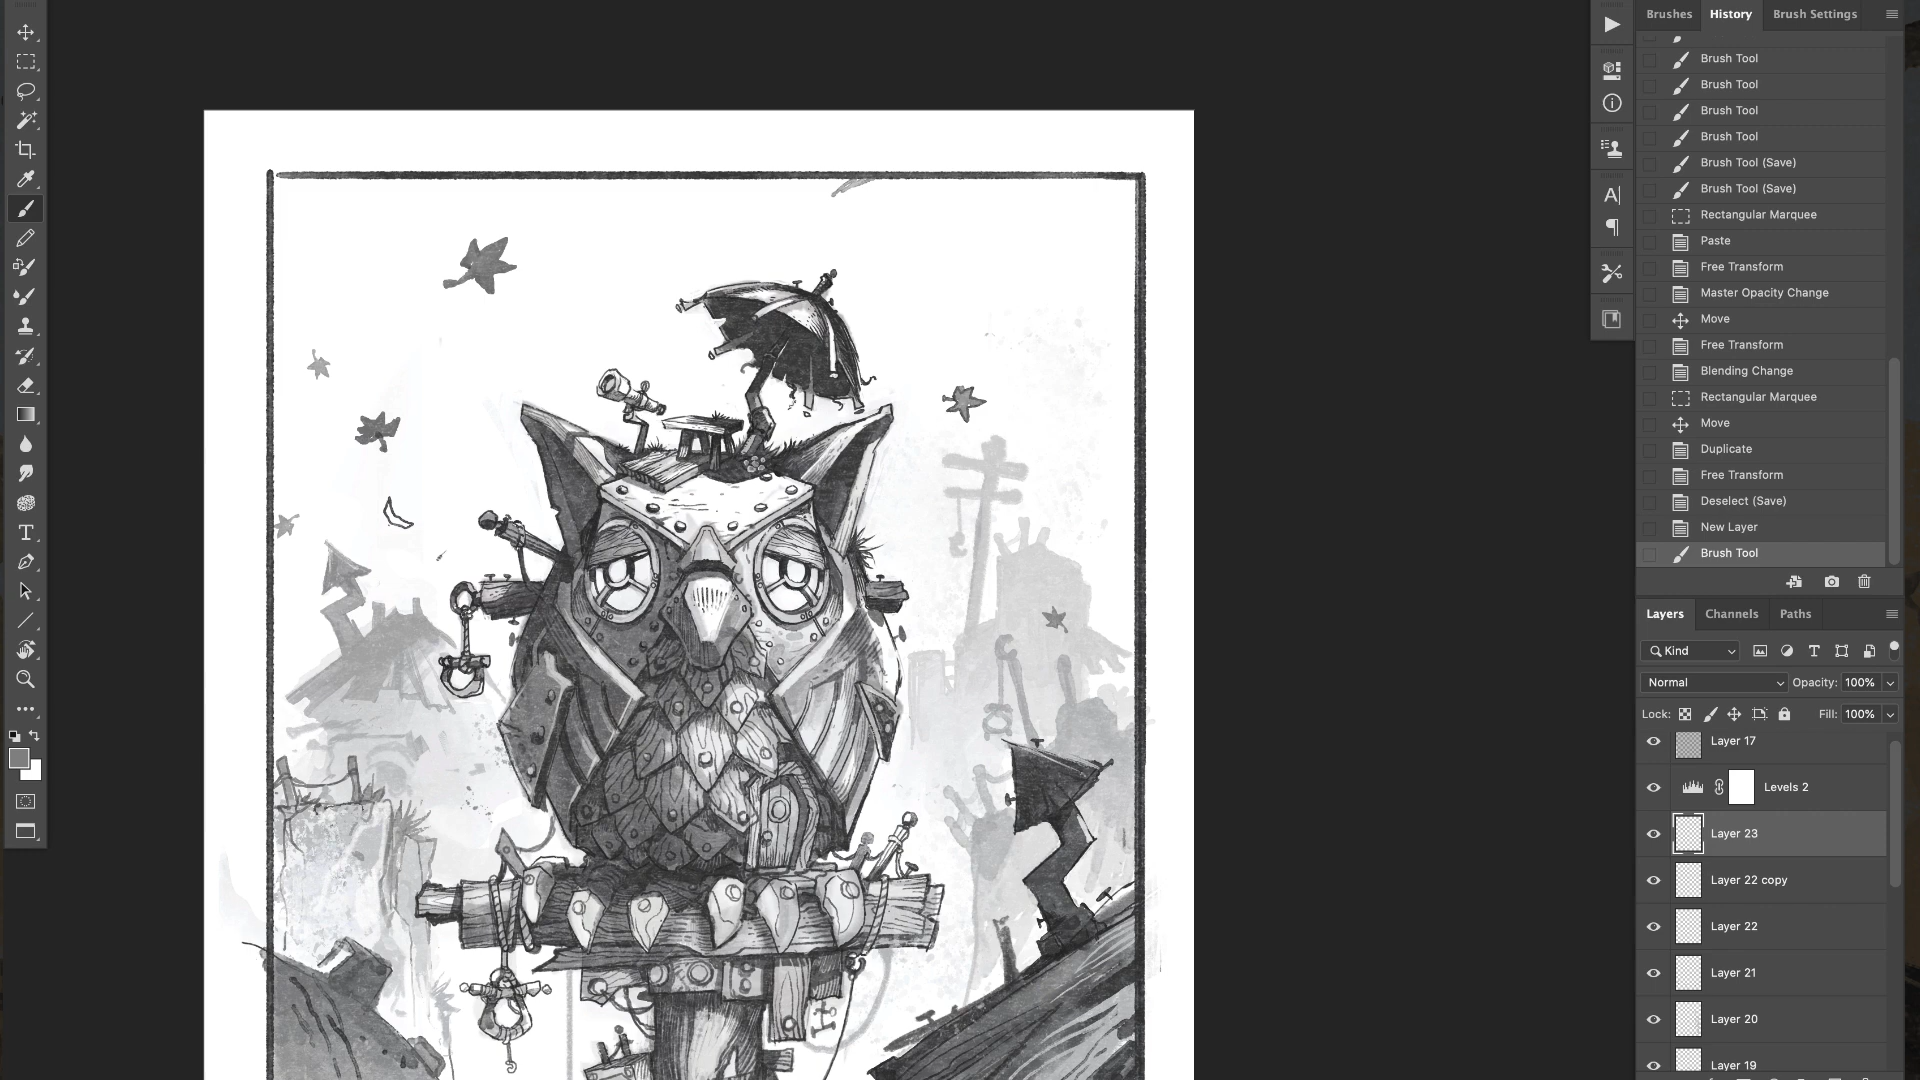 Brushes History Brush Settings
Brush Tool
Brush Tool
Brush Tool
Brush Tool
Brush Tool (Save)
Brush Tool (Save)
Rectangular Marquee
Paste
Free Transform
Master Opacity Change
Move
Free Transform
Blending Change
Rectangular Marquee
Move
Duplicate
Free Transform
Deselect (Save)
New Layer
Brush Tool
Layers Channels Paths
Kind
Normal Opacity: 100%
Lock: Fill: 100%
Layer 17
Levels 2
Layer 23
Layer 22 copy
Layer 22
Layer 21
Layer 20
Layer 19